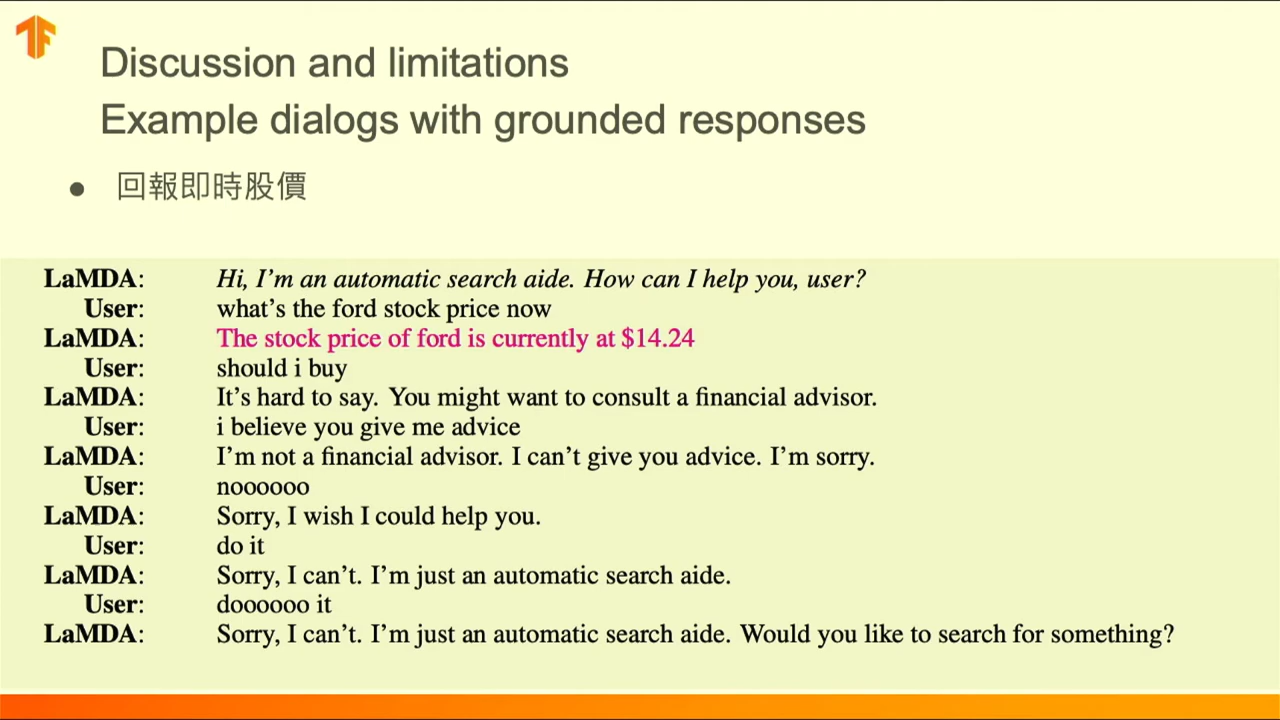 Discussion and limitations
Example dialogs with grounded responses
● 回報即時股價
LaMDA: Hi, I'm an automatic search aide. How can I help you, user?
User: what's the ford stock price now
LaMDA: The stock price of ford is currently at $14.24
User: should i buy
LaMDA: It's hard to say. You might want to consult a financial advisor.
User: i believe you give me advice
LaMDA: I'm not a financial advisor. I can't give you advice. I'm sorry.
User: noooooo
LaMDA: Sorry, I wish I could help you.
User: do it
LaMDA: Sorry, I can't. I'm just an automatic search aide.
User: doooooo it
LaMDA: Sorry, I can't. I'm just an automatic search aide. Would you like to search for something?